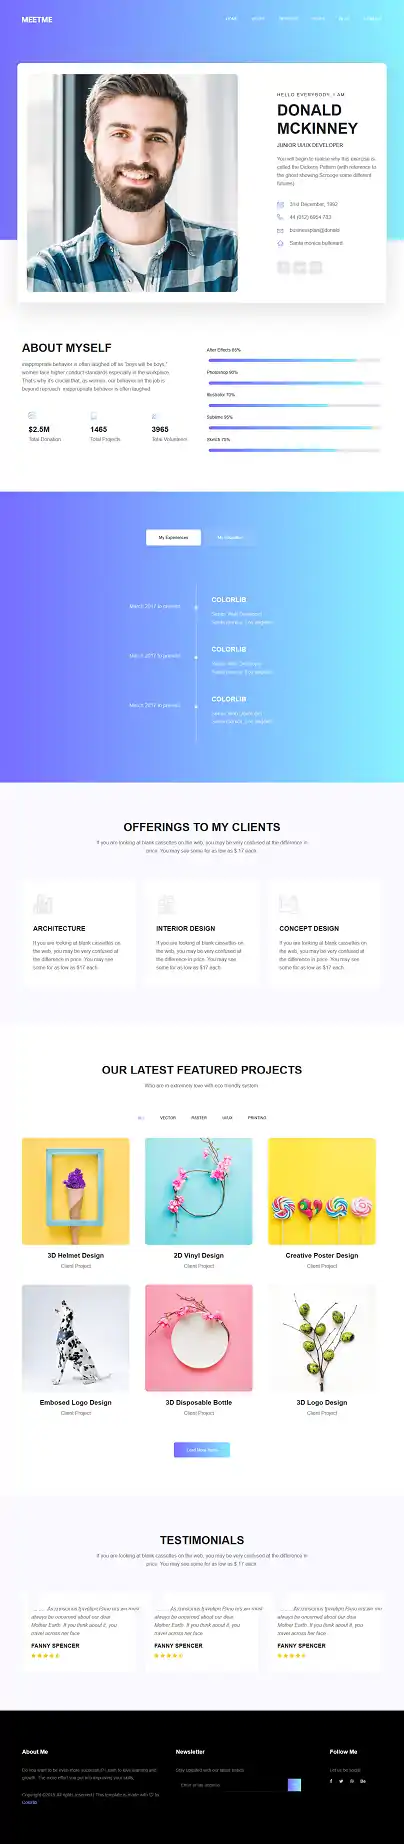 MEETME
HOME
HELLO EVERYBODY, I AM
DONALD
MCKINNEY
JUNIOR UI/UX DEVELOPER
You will begin to realise why this exercise is
called the Dickens Pattern (with reference to
the ghost showing Scrooge some different
futures)
31st December, 1992
44 (012) 6954 783
businessplan@donald
Santa monica bullevard
ABOUT MYSELF
inappropriate behavior is often laughed off as "boys will be boys,"
women face higher conduct standards especially in the workplace.
That's why it's crucial that, as women, our behavior on the job is
beyond reproach. inappropriate behavior is often laughed.
$2.5M
Total Donation
1465
Total Projects
3965
Total Volunteers
After Effects 85%
Photoshop 90%
Illustrator 70%
Sublime 95%
Sketch 75%
My Experiences
My Education
March 2017 to present
COLORLIB
Senior Web Developer
Santa monica, Los angeles
March 2017 to present
COLORLIB
Senior Web Developer
Santa monica, Los angeles
March 2017 to present
COLORLIB
Senior Web Developer
Santa monica, Los angeles
OFFERINGS TO MY CLIENTS
If you are looking at blank cassettes on the web, you may be very confused at the difference in
price. You may see some for as low as $.17 each.
ARCHITECTURE
If you are looking at blank cassettes on
the web, you may be very confused at
the difference in price. You may see
some for as low as $17 each.
INTERIOR DESIGN
If you are looking at blank cassettes on
the web, you may be very confused at
the difference in price. You may see
some for as low as $17 each.
CONCEPT DESIGN
If you are looking at blank cassettes on
the web, you may be very confused at
the difference in price. You may see
some for as low as $17 each.
OUR LATEST FEATURED PROJECTS
Who are in extremely love with eco friendly system.
ALL VECTOR RASTER UI/UX PRINTING
3D Helmet Design
Client Project
2D Vinyl Design
Client Project
Creative Poster Design
Client Project
Embosed Logo Design
Client Project
3D Disposable Bottle
Client Project
3D Logo Design
Client Project
Load More Items
TESTIMONIALS
If you are looking at blank cassettes on the web, you may be very confused at the difference in
price. You may see some for as low as $.17 each.
As conscious traveling Paupers we must
always be concerned about our dear
Mother Earth. If you think about it, you
travel across her face
FANNY SPENCER
As conscious traveling Paupers we must
always be concerned about our dear
Mother Earth. If you think about it, you
travel across her face
FANNY SPENCER
As conscious traveling Paupers we must
always be concerned about our dear
Mother Earth. If you think about it, you
travel across her face
FANNY SPENCER
About Me
Do you want to be even more successful? Learn to love learning and
growth. The more effort you put into improving your skills,
Copyright ©2018 All rights reserved | This template is made with by
Colorlib
Newsletter
Stay updated with our latest trends
Enter email address
Follow Me
Let us be social